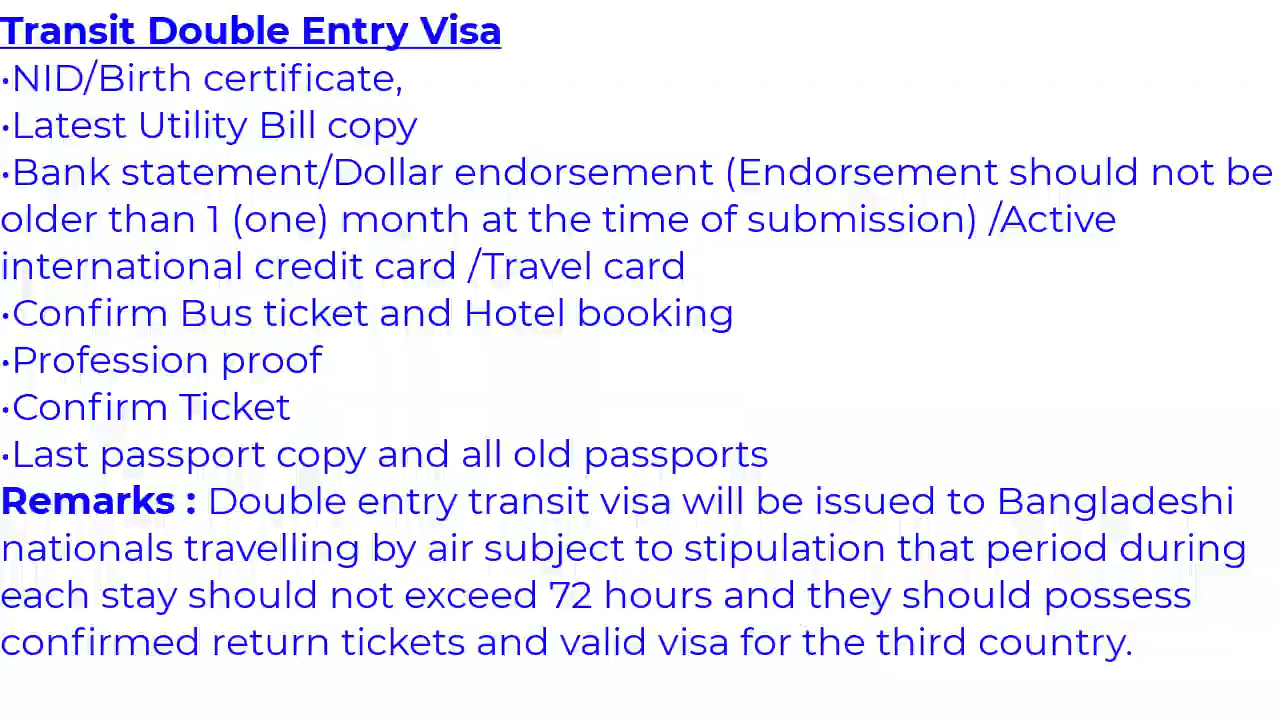 Transit Double Entry Visa
•NID/Birth certificate,
•Latest Utility Bill copy
•Bank statement/Dollar endorsement (Endorsement should not be
older than 1 (one) month at the time of submission) /Active
international credit card /Travel card
•Confirm Bus ticket and Hotel booking
•Profession proof
•Confirm Ticket
•Last passport copy and all old passports
Remarks : Double entry transit visa will be issued to Bangladeshi
nationals travelling by air subject to stipulation that period during
each stay should not exceed 72 hours and they should possess
confirmed return tickets and valid visa for the third country.